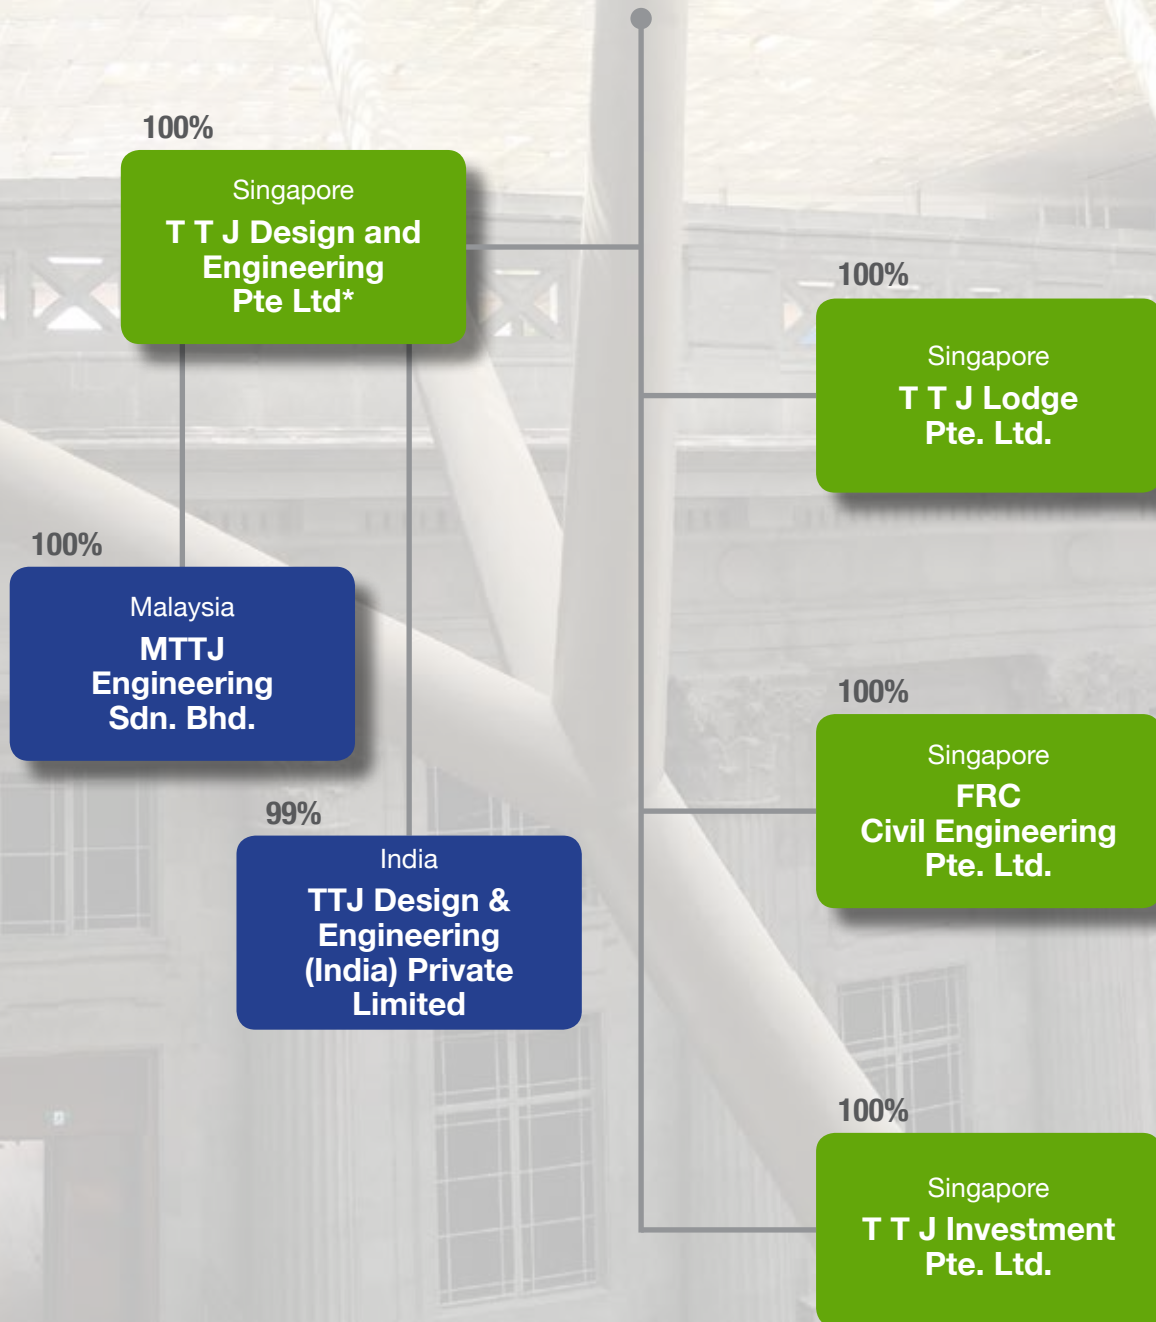 100%
Singapore
T T J Design and
Engineering
Pte Ltd*
100%
Singapore
T T J Lodge
Pte. Ltd.
100%
Malaysia
MTTJ
Engineering
Sdn. Bhd.
100%
Singapore
FRC
Civil Engineering
Pte. Ltd.
99%
India
TTJ Design &
Engineering
(India) Private
Limited
100%
Singapore
T T J Investment
Pte. Ltd.